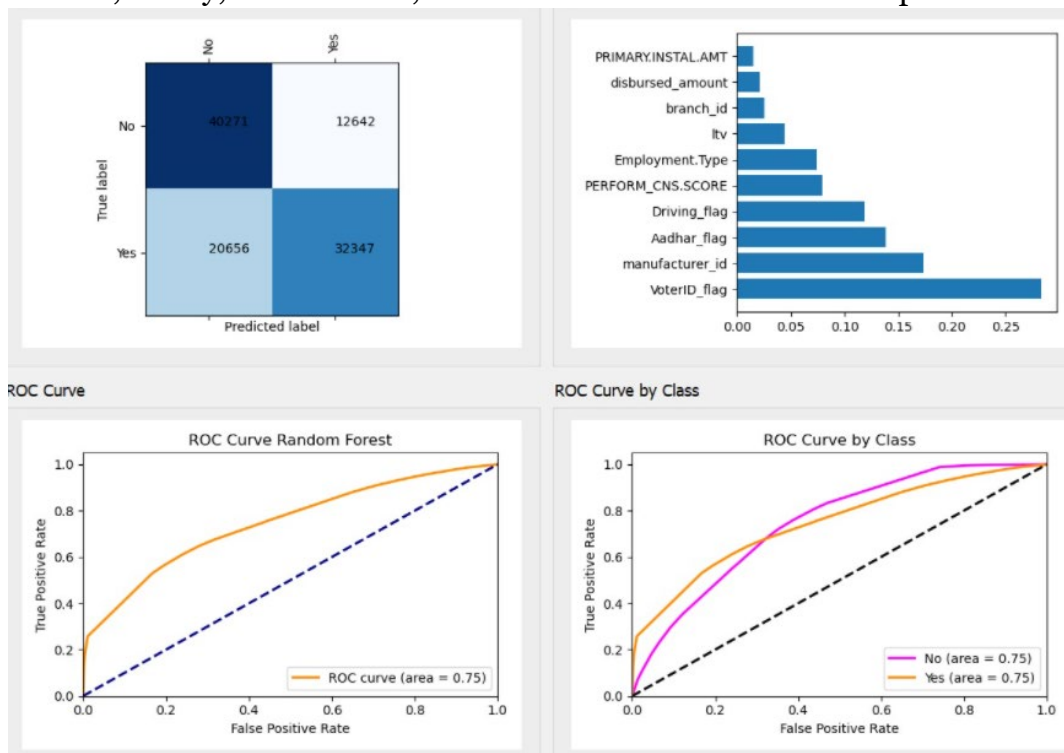 No
Yes
No
40271
12642
Yes
20656
32347
True label
Predicted label
PRIMARY.INSTAL.AMT
disbursed_amount
branch_id
ltv
Employment.Type
PERFORM_CNS.SCORE
Driving_flag
Aadhar_flag
manufacturer_id
VoterID_flag
0.00 0.05 0.10 0.15 0.20 0.25
ROC Curve
ROC Curve by Class
ROC Curve Random Forest
1.0
0.8
0.6
0.4
0.2
0.0
True Positive Rate
ROC curve (area = 0.75)
0.0 0.2 0.4 0.6 0.8 1.0
False Positive Rate
ROC Curve by Class
1.0
0.8
0.6
0.4
0.2
0.0
True Positive Rate
No (area = 0.75)
Yes (area = 0.75)
0.0 0.2 0.4 0.6 0.8 1.0
False Positive Rate